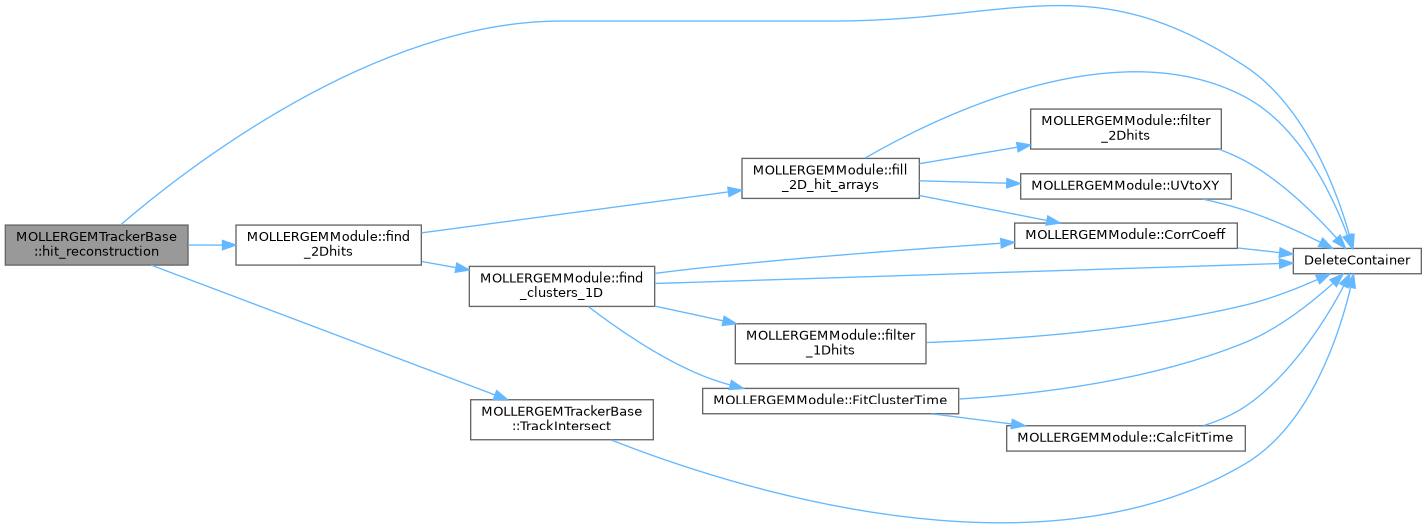 MOLLERGEMTrackerBase
::hit_reconstruction
MOLLERGEMModule::find
_2Dhits
MOLLERGEMModule::find
_clusters_1D
MOLLERGEMTrackerBase
::TrackIntersect
MOLLERGEMModule::fill
_2D_hit_arrays
MOLLERGEMModule::filter
_1Dhits
MOLLERGEMModule::FitClusterTime
MOLLERGEMModule::filter
_2Dhits
MOLLERGEMModule::UVtoXY
MOLLERGEMModule::CorrCoeff
MOLLERGEMModule::CalcFitTime
DeleteContainer